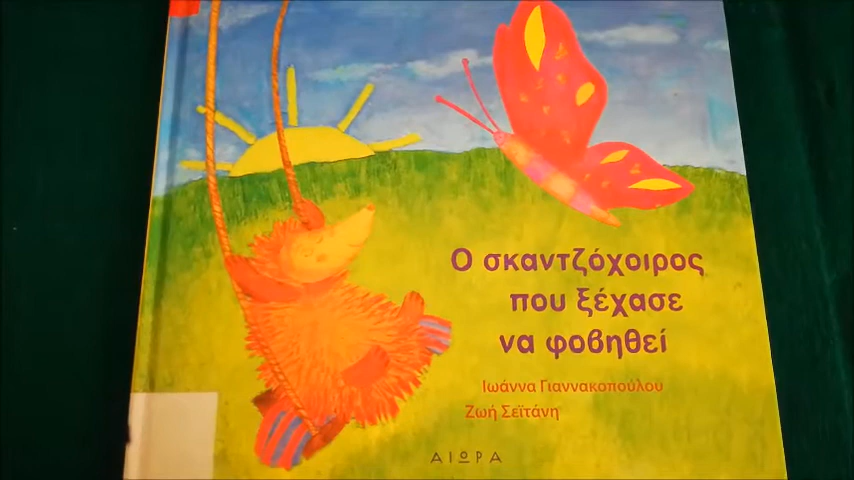 Ο σκαντζόχοιρος
που ξέχασε
να φοβηθεί
Ιωάννα Γιαννακοπούλου
Ζωή Σεϊτάνη
ΑΙΩΡΑ